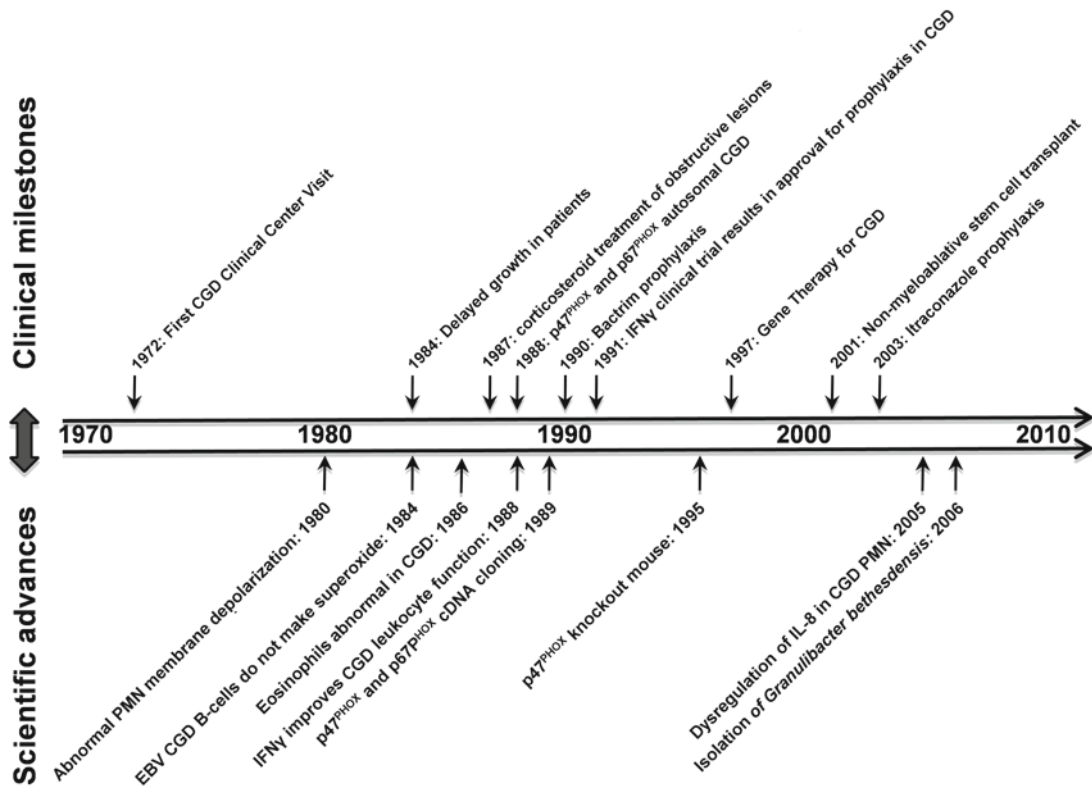 Clinical milestones
1972: First CGD Clinical Center Visit
1984: Delayed growth in patients
1987: corticosteroid treatment of obstructive lesions
1988: p47ᴾᴴᴼˣ and p67ᴾᴴᴼˣ autosomal CGD
1990: Bactrim prophylaxis
1991: IFNγ clinical trial results in approval for prophylaxis in CGD
1997: Gene Therapy for CGD
2001: Non-myeloablative stem cell transplant
2003: Itraconazole prophylaxis
1970 1980 1990 2000 2010
Scientific advances
Abnormal PMN membrane depolarization: 1980
EBV CGD B-cells do not make superoxide: 1984
Eosinophils abnormal in CGD: 1986
IFNγ improves CGD leukocyte function: 1988
p47ᴾᴴᴼˣ and p67ᴾᴴᴼˣ cDNA cloning: 1989
p47ᴾᴴᴼˣ knockout mouse: 1995
Dysregulation of IL-8 in CGD PMN: 2005
Isolation of Granulibacter bethesdensis: 2006